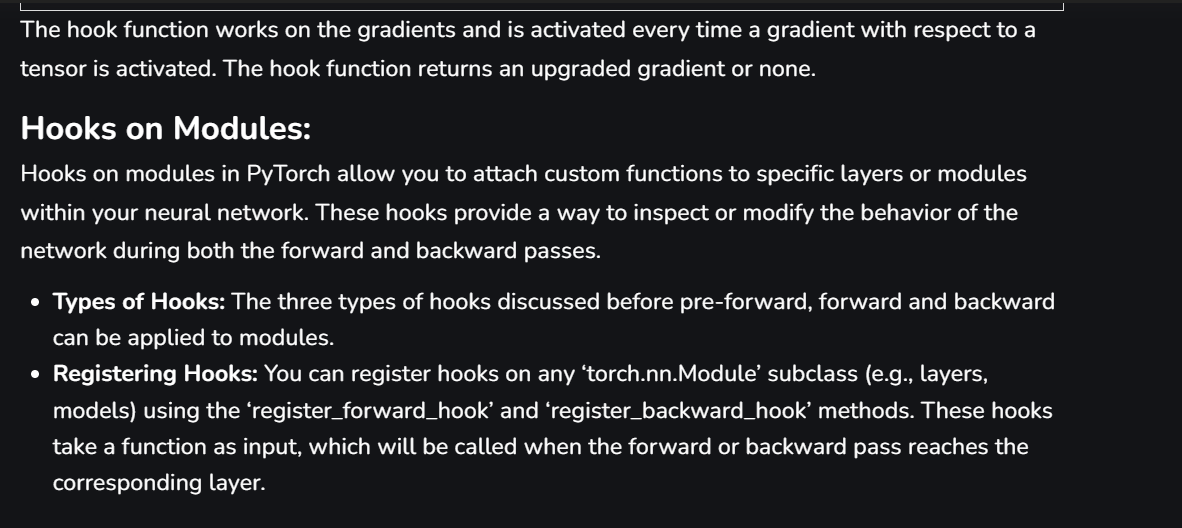 The hook function works on the gradients and is activated every time a gradient with respect to a
tensor is activated. The hook function returns an upgraded gradient or none.
Hooks on Modules:
Hooks on modules in PyTorch allow you to attach custom functions to specific layers or modules
within your neural network. These hooks provide a way to inspect or modify the behavior of the
network during both the forward and backward passes.
• Types of Hooks: The three types of hooks discussed before pre-forward, forward and backward
can be applied to modules.
• Registering Hooks: You can register hooks on any ‘torch.nn.Module’ subclass (e.g., layers,
models) using the ‘register_forward_hook’ and ‘register_backward_hook’ methods. These hooks
take a function as input, which will be called when the forward or backward pass reaches the
corresponding layer.